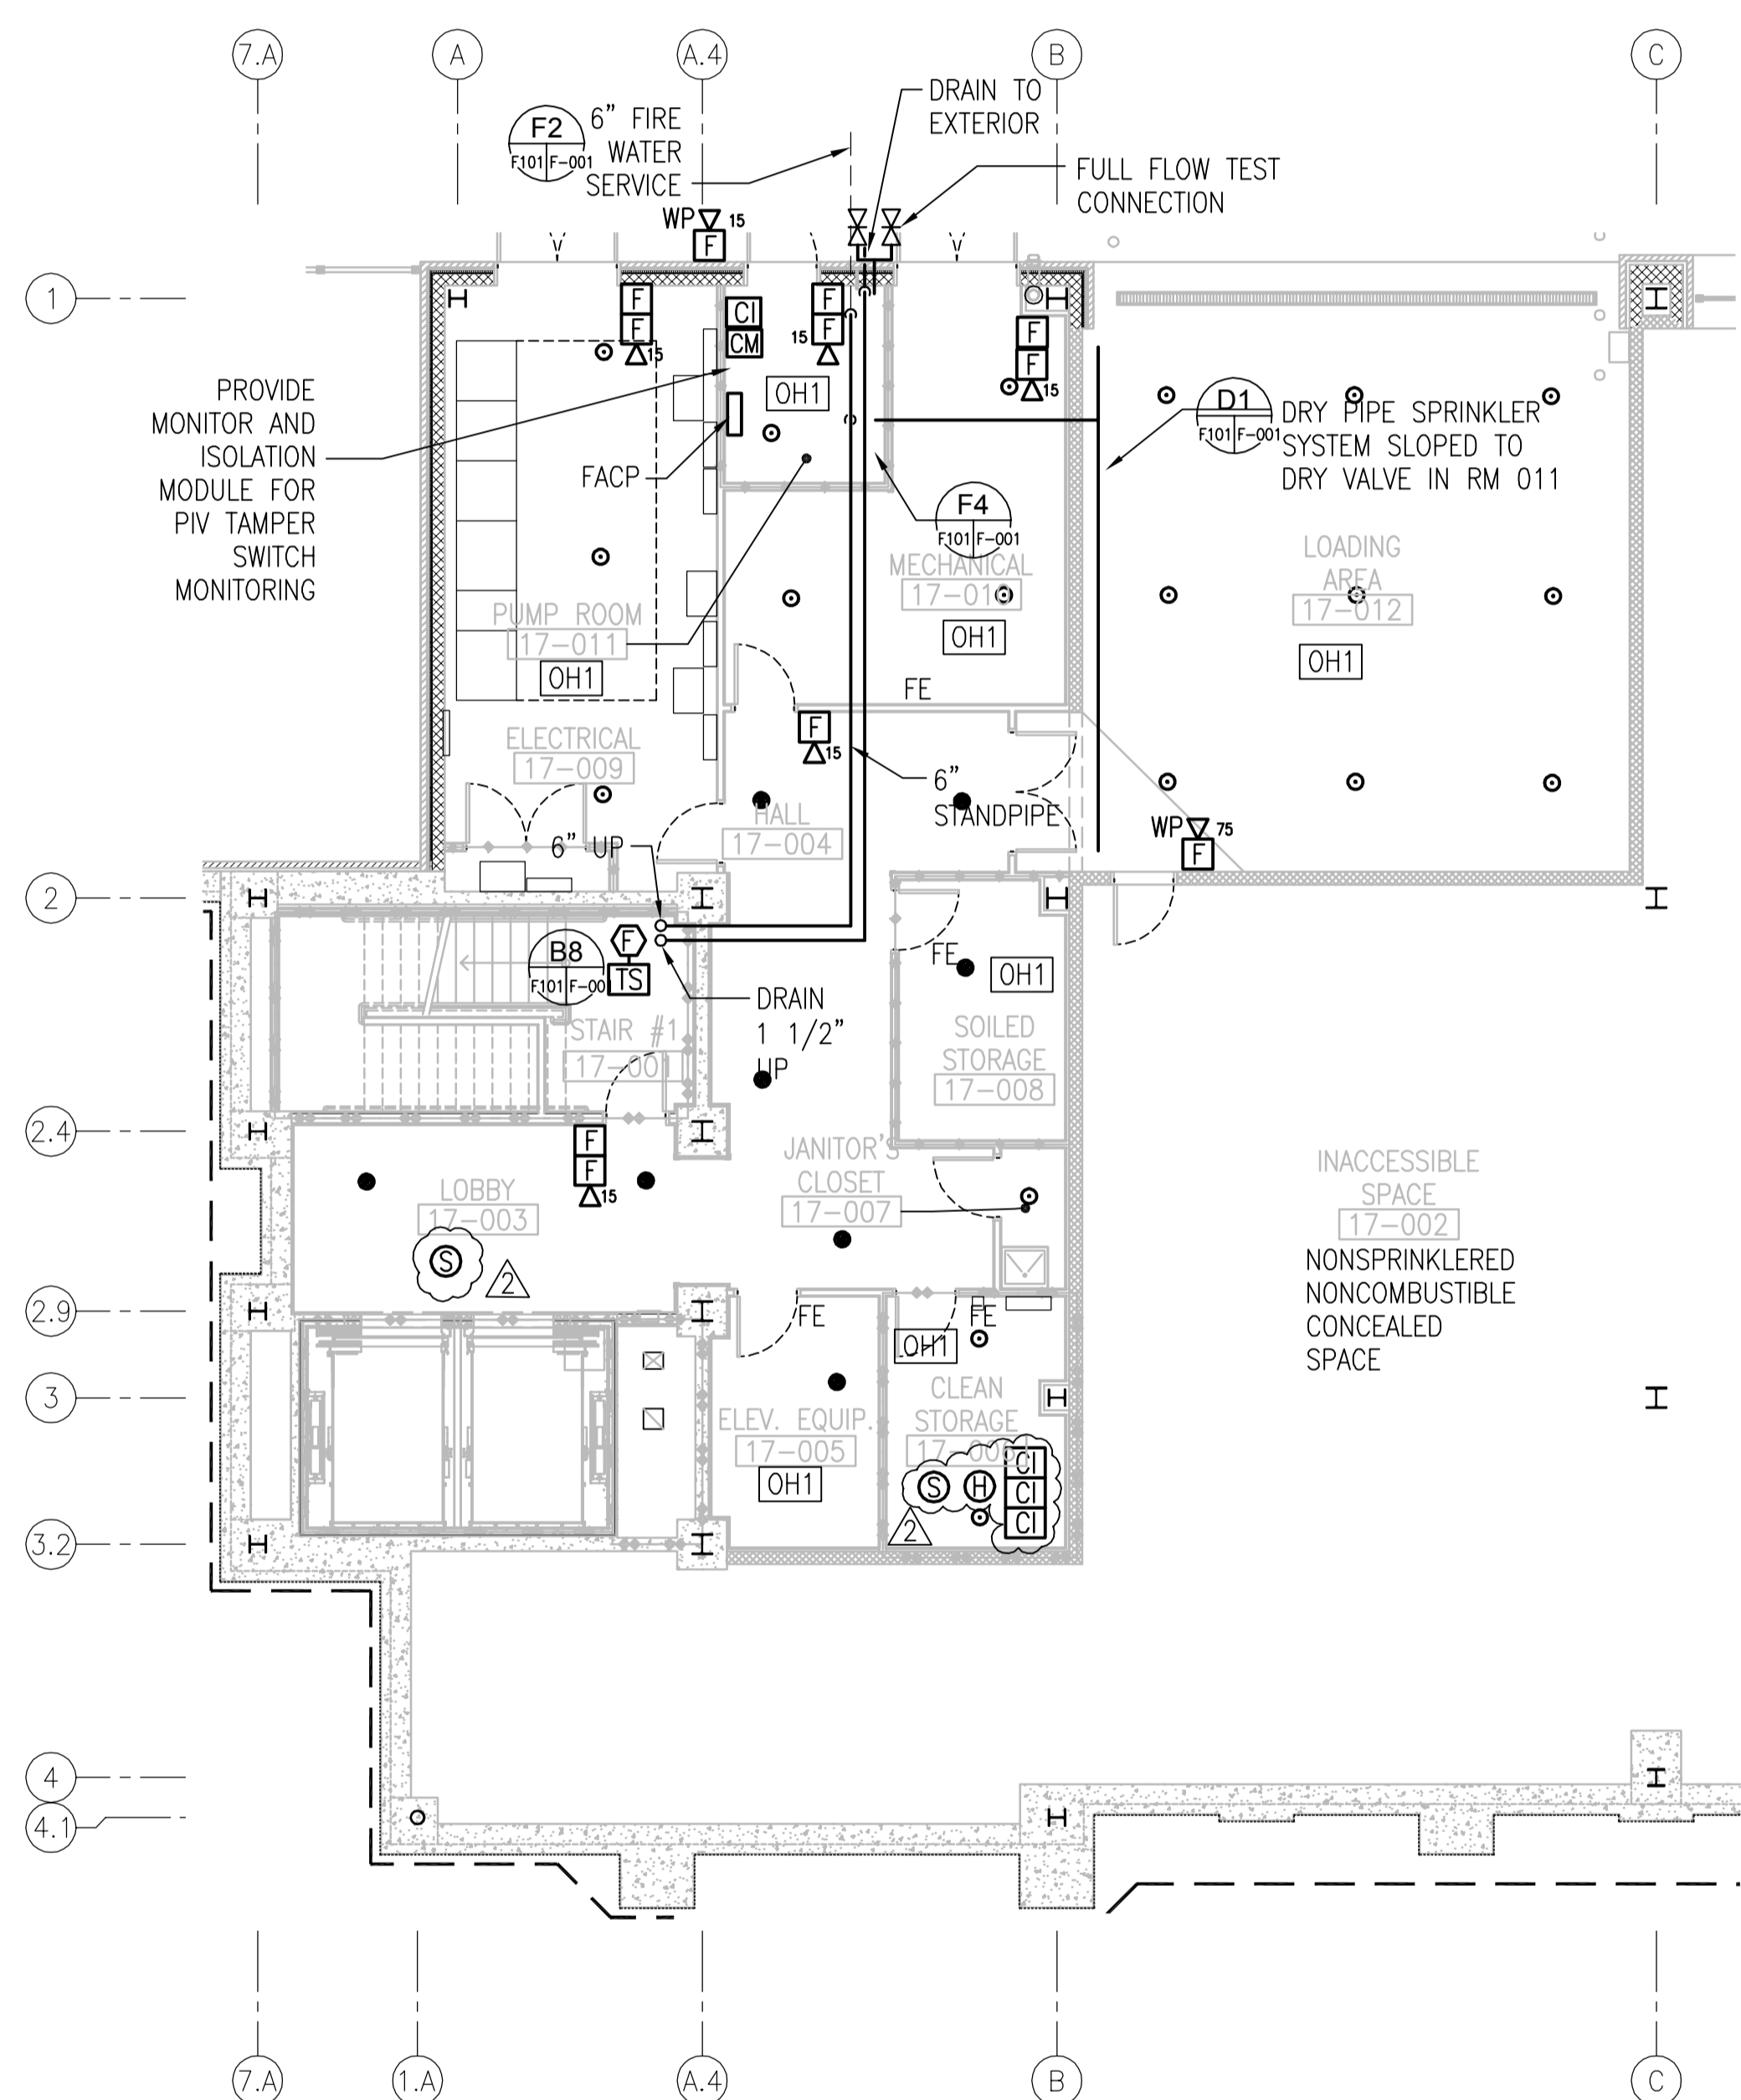 7.A
A
A.4
B
C
F2
F101 F-001
6" FIRE
WATER
SERVICE
DRAIN TO
EXTERIOR
FULL FLOW TEST
CONNECTION
WP 15
F
1
F
F
15
CI
CM
F
F
15
F
F
15
PROVIDE
MONITOR AND
ISOLATION
MODULE FOR
PIV TAMPER
SWITCH
MONITORING
OH1
FACP
D1
F101 F-001
DRY PIPE SPRINKLER
SYSTEM SLOPED TO
DRY VALVE IN RM 011
F4
F101 F-001
MECHANICAL
OH1
LOADING
AREA
17-012
OH1
PUMP ROOM
17-011
OH1
FE
ELECTRICAL
17-009
F
15
6"
STANDPIPE
HALL
17-004
6" UP
WP 75
F
2
B8
F101
F
TS
DRAIN
1 1/2"
UP
STAIR #1
FE
OH1
SOILED
STORAGE
17-008
2.4
F
F
15
LOBBY
17-003
S
2
JANITOR'S
CLOSET
17-007
INACCESSIBLE
SPACE
17-002
NONSPRINKLERED
NONCOMBUSTIBLE
CONCEALED
SPACE
2.9
FE
FE
OH1
3
ELEV. EQUIP.
17-005
OH1
CLEAN
STORAGE
S
H
CI
CI
CI
2
3.2
4
4.1
7.A
1.A
A.4
B
C